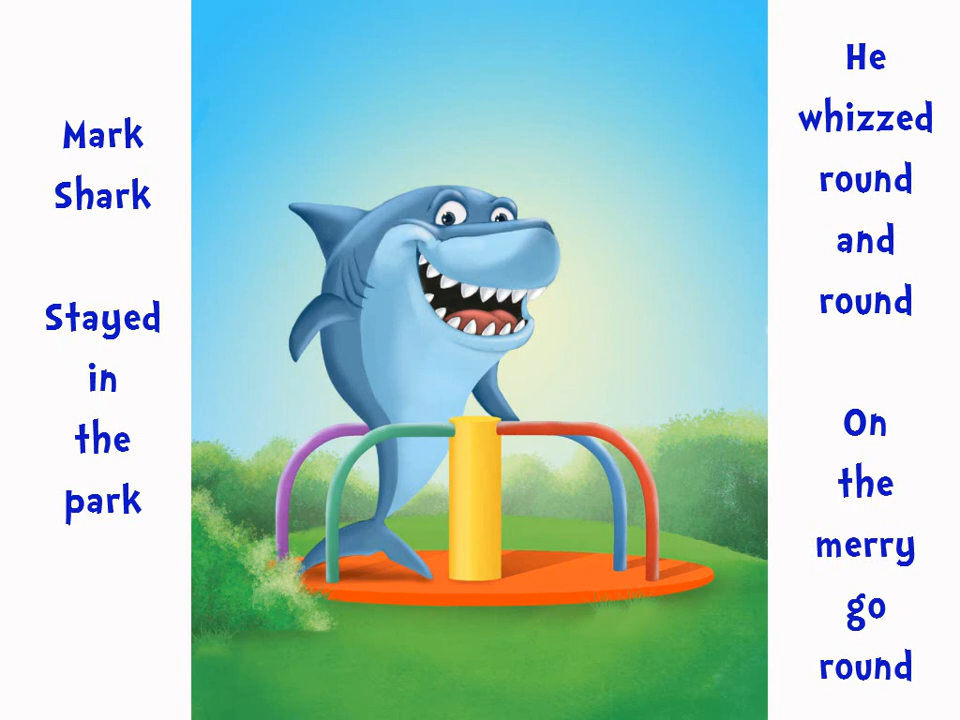 Mark
Shark
Stayed
in
the
park
He
whizzed
round
and
round
On
the
merry
go
round